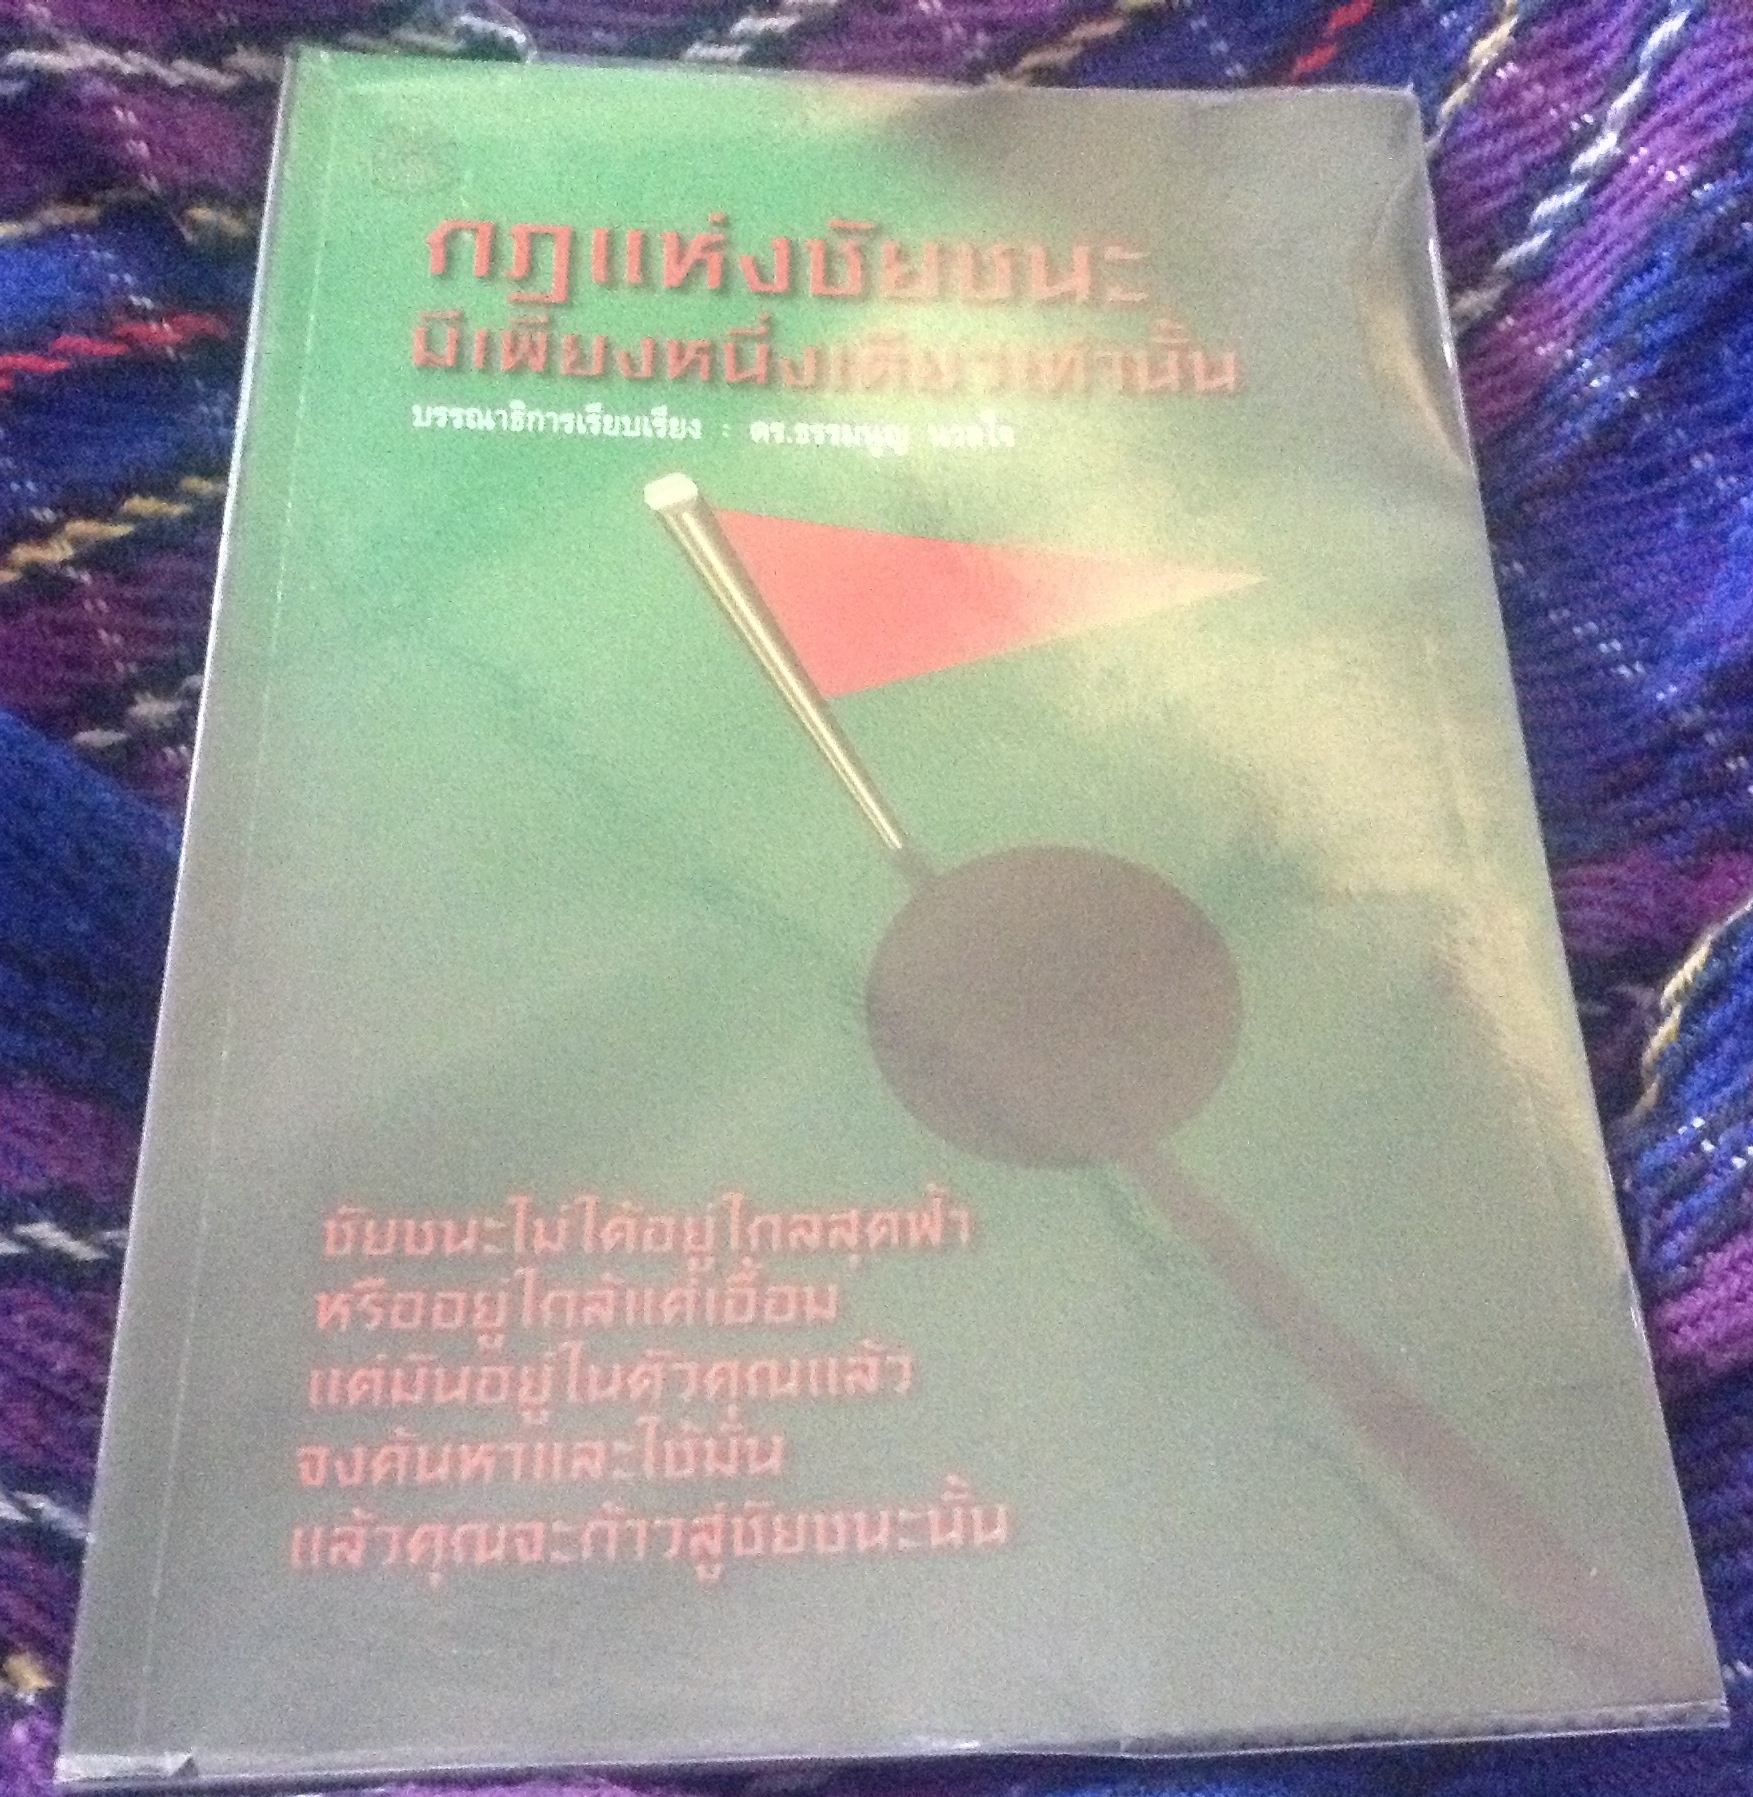 กฎแห่งชัยชนะ
มีเพียงหนึ่งเดียวเท่านั้น
บรรณาธิการเรียบเรียง : ดร.ธรรมนูญ นวลใจ
ชัยชนะไม่ได้อยู่ไกลสุดฟ้า
หรืออยู่ใกล้แค่เอื้อม
แต่มันอยู่ในตัวคุณแล้ว
จงค้นหาและใช้มัน
แล้วคุณจะก้าวสู่ชัยชนะนั้น